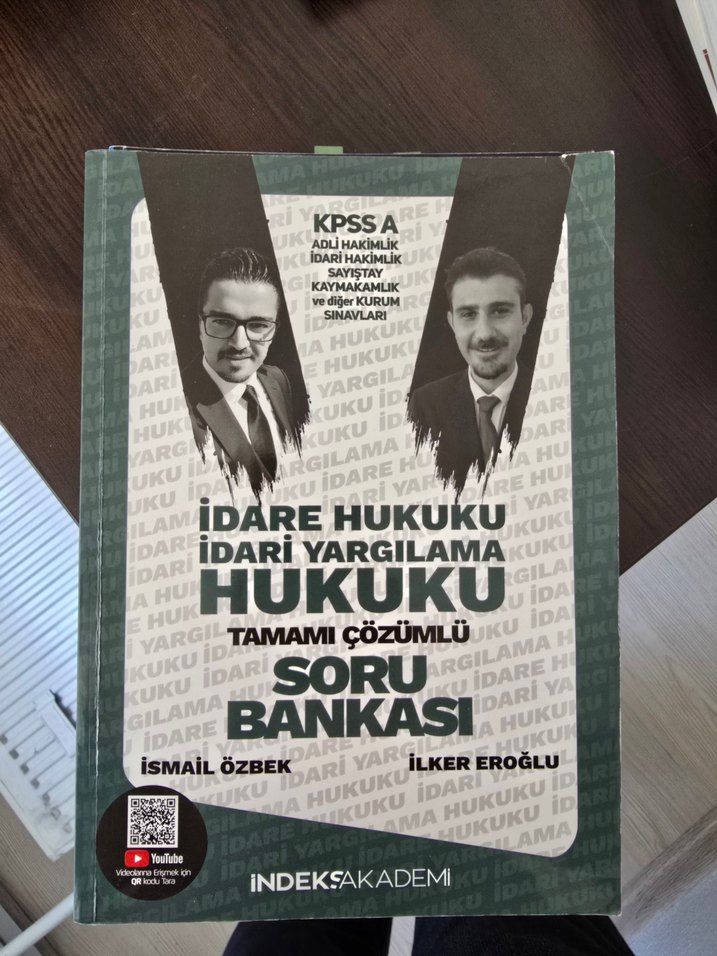 KPSS A
ADLİ HAKİMLİK
İDARİ HAKİMLİK
SAYIŞTAY
KAYMAKAMLIK
ve diğer KURUM
SINAVLARI
İDARE HUKUKU
İDARİ YARGILAMA
HUKUKU
TAMAMI ÇÖZÜMLÜ
SORU
BANKASI
İSMAİL ÖZBEK
İLKER EROĞLU
YouTube
Videolarına Erişmek için
QR kodu Tara
İNDEKSAKADEMİ